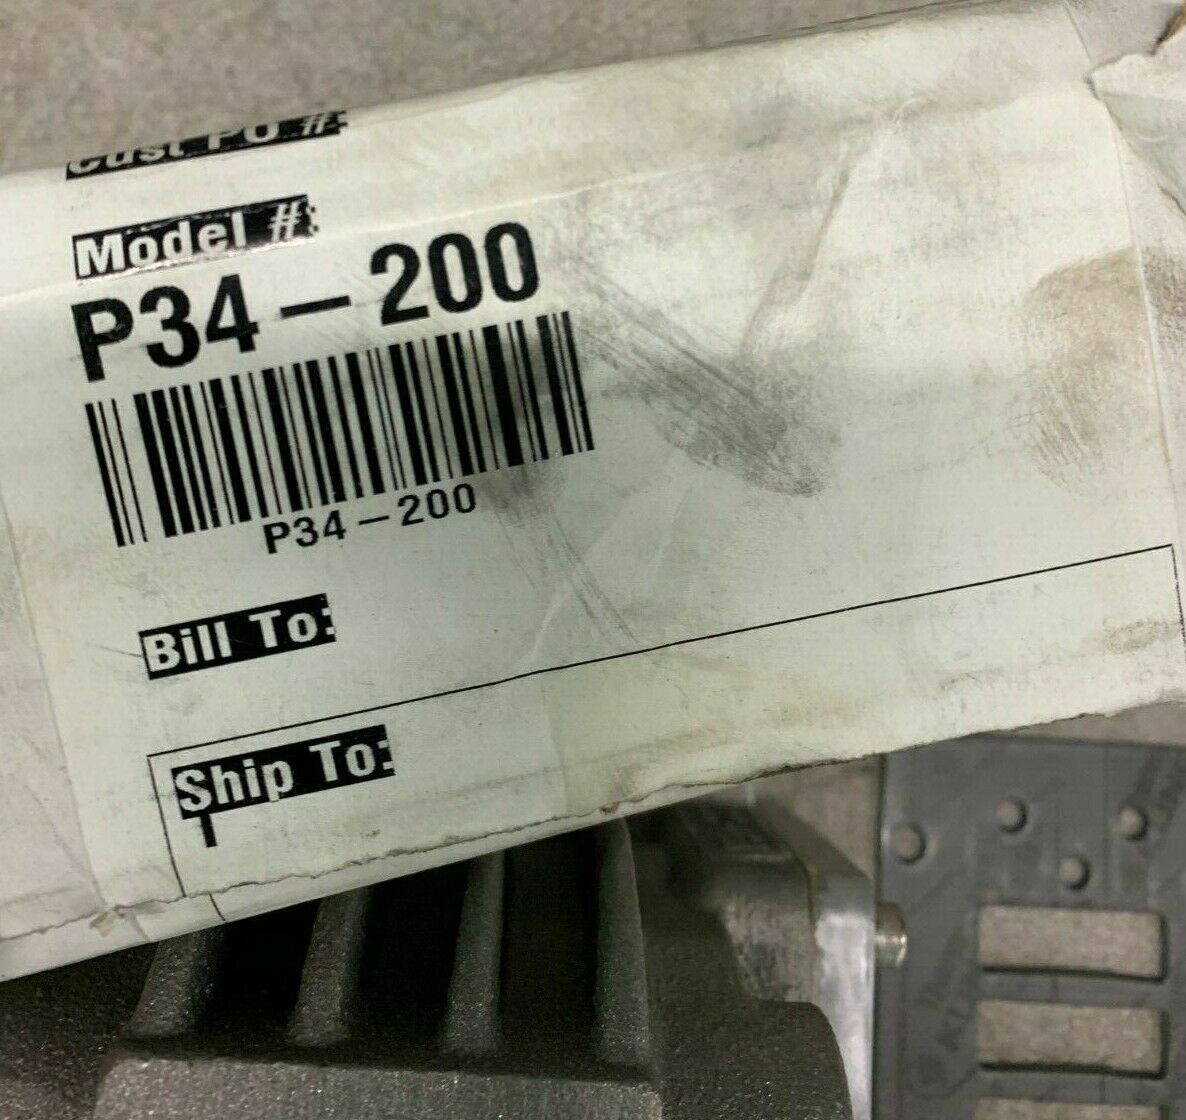 Cust PO #:
Model #:
P34-200
P34-200
Bill To:
Ship To: